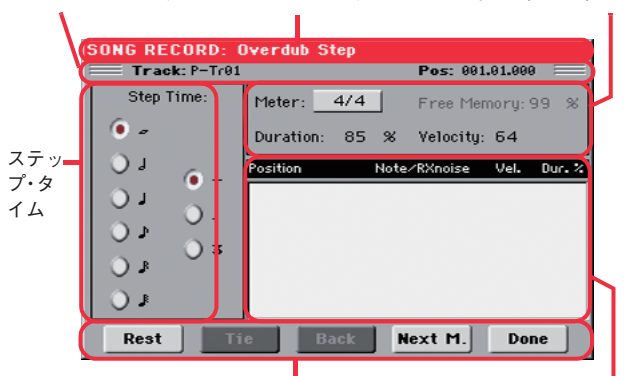 SONG RECORD: Overdub Step
Track: P-Tr01 Pos: 001.01.000
Step Time:
Meter: 4/4 Free Memory: 99 %
Duration: 85 % Velocity: 64
ステッ
プ・タ
イム
Position Note/RXnoise Vel. Dur.%
Rest Tie Back Next M. Done